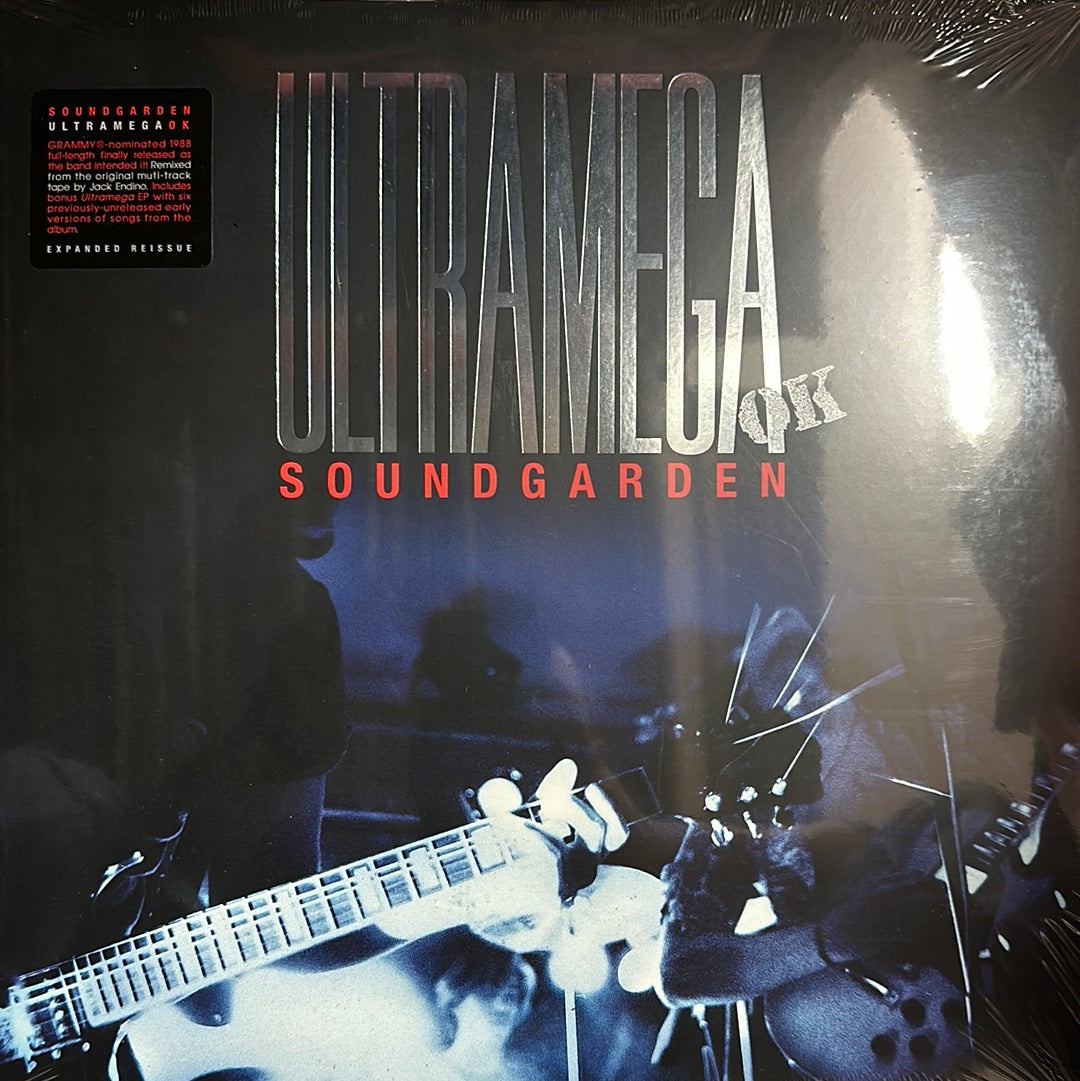 SOUNDGARDEN
ULTRAMEGA OK
GRAMMY®-nominated 1988
full-length finally released as
the band intended it! Remixed
from the original muti-track
tape by Jack Endino. Includes
bonus Ultramega EP with six
previously-unreleased early
versions of songs from the
album.
EXPANDED REISSUE
ULTRAMEGA
OK
SOUNDGARDEN